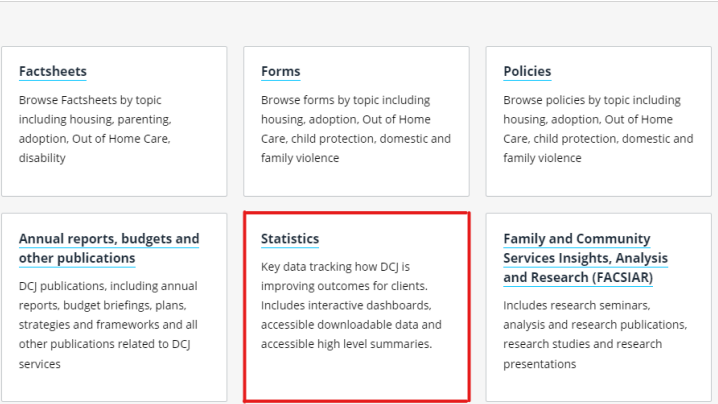 Factsheets
Browse Factsheets by topic
including housing, parenting,
adoption, Out of Home Care,
disability
Forms
Browse forms by topic including
housing, adoption, Out of Home
Care, child protection, domestic and
family violence
Policies
Browse policies by topic including
housing, adoption, Out of Home
Care, child protection, domestic and
family violence
Annual reports, budgets and
other publications
DCJ publications, including annual
reports, budget briefings, plans,
strategies and frameworks and all
other publications related to DCJ
services
Statistics
Key data tracking how DCJ is
improving outcomes for clients.
Includes interactive dashboards,
accessible downloadable data and
accessible high level summaries.
Family and Community
Services Insights, Analysis
and Research (FACSIAR)
Includes research seminars,
analysis and research publications,
research studies and research
presentations